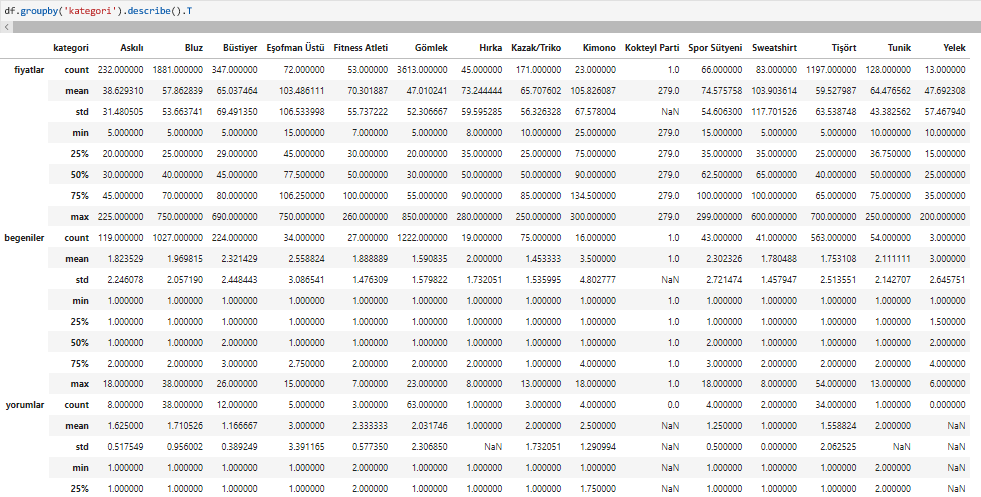 df.groupby('kategori').describe().T
kategori Askılı Bluz Büstiyer Eşofman Üstü Fitness Atleti Gömlek Hırka Kazak/Triko Kimono Kokteyl Parti Spor Sütyeni Sweatshirt Tişört Tunik Yelek
fiyatlar count 232.000000 1881.000000 347.000000 72.000000 53.000000 3613.000000 45.000000 171.000000 23.000000 1.0 66.000000 83.000000 1197.000000 128.000000 13.000000
mean 38.629310 57.862839 65.037464 103.486111 70.301887 47.010241 73.244444 65.707602 105.826087 279.0 74.575758 103.903614 59.527987 64.476562 47.692308
std 31.480505 53.663741 69.491350 106.533998 55.737222 52.306667 59.595285 56.326328 67.578004 NaN 54.606300 117.701526 63.538748 43.382562 57.467940
min 5.000000 5.000000 5.000000 15.000000 7.000000 5.000000 8.000000 10.000000 25.000000 279.0 15.000000 5.000000 5.000000 10.000000 10.000000
25% 20.000000 25.000000 29.000000 45.000000 30.000000 20.000000 35.000000 25.000000 75.000000 279.0 35.000000 35.000000 25.000000 36.750000 15.000000
50% 30.000000 40.000000 45.000000 77.500000 50.000000 30.000000 50.000000 50.000000 90.000000 279.0 62.500000 65.000000 40.000000 50.000000 25.000000
75% 45.000000 70.000000 80.000000 106.250000 100.000000 55.000000 90.000000 85.000000 134.500000 279.0 100.000000 100.000000 65.000000 75.000000 35.000000
max 225.000000 750.000000 690.000000 750.000000 260.000000 850.000000 280.000000 250.000000 300.000000 279.0 299.000000 600.000000 700.000000 250.000000 200.000000
begeniler count 119.000000 1027.000000 224.000000 34.000000 27.000000 1222.000000 19.000000 75.000000 16.000000 1.0 43.000000 41.000000 563.000000 54.000000 3.000000
mean 1.823529 1.969815 2.321429 2.558824 1.888889 1.590835 2.000000 1.453333 3.500000 1.0 2.302326 1.780488 1.753108 2.111111 3.000000
std 2.246078 2.057190 2.448443 3.086541 1.476309 1.579822 1.732051 1.535995 4.802777 NaN 2.721474 1.457947 2.513551 2.142707 2.645751
min 1.000000 1.000000 1.000000 1.000000 1.000000 1.000000 1.000000 1.000000 1.000000 1.0 1.000000 1.000000 1.000000 1.000000 1.000000
25% 1.000000 1.000000 1.000000 1.000000 1.000000 1.000000 1.000000 1.000000 1.000000 1.0 1.000000 1.000000 1.000000 1.000000 1.500000
50% 1.000000 1.000000 2.000000 1.000000 1.000000 1.000000 1.000000 1.000000 1.000000 1.0 2.000000 1.000000 1.000000 1.000000 2.000000
75% 2.000000 2.000000 3.000000 2.750000 2.000000 2.000000 2.000000 1.000000 4.000000 1.0 3.000000 2.000000 2.000000 2.000000 4.000000
max 18.000000 38.000000 26.000000 15.000000 7.000000 23.000000 8.000000 13.000000 18.000000 1.0 18.000000 8.000000 54.000000 13.000000 6.000000
yorumlar count 8.000000 38.000000 12.000000 5.000000 3.000000 63.000000 1.000000 3.000000 4.000000 0.0 4.000000 2.000000 34.000000 1.000000 0.000000
mean 1.625000 1.710526 1.166667 3.000000 2.333333 2.031746 1.000000 2.000000 2.500000 NaN 1.250000 1.000000 1.558824 2.000000 NaN
std 0.517549 0.956002 0.389249 3.391165 0.577350 2.306850 NaN 1.732051 1.290994 NaN 0.500000 0.000000 2.062525 NaN NaN
min 1.000000 1.000000 1.000000 1.000000 2.000000 1.000000 1.000000 1.000000 1.000000 NaN 1.000000 1.000000 1.000000 2.000000 NaN
25% 1.000000 1.000000 1.000000 1.000000 2.000000 1.000000 1.000000 1.000000 1.750000 NaN 1.000000 1.000000 1.000000 2.000000 NaN